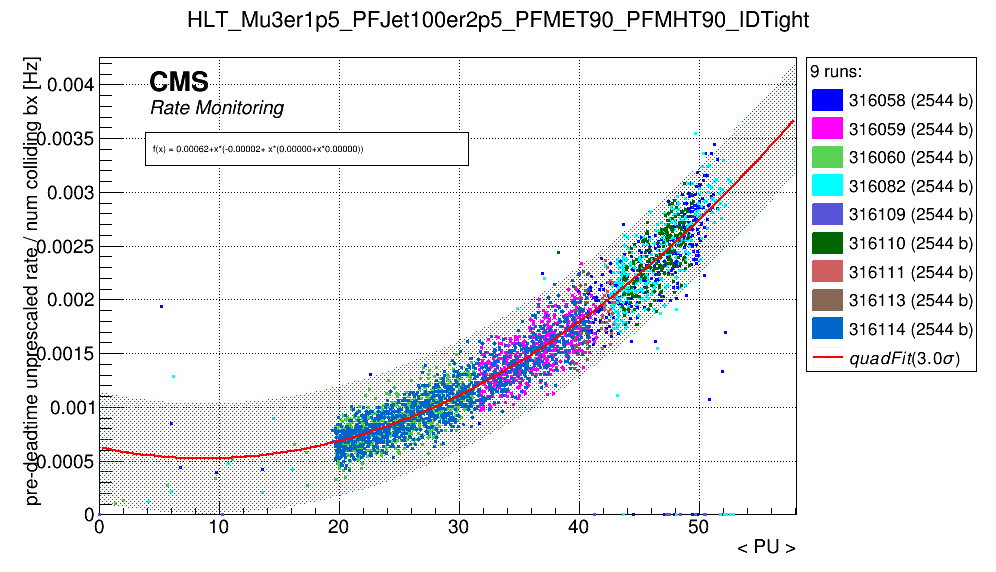 HLT_Mu3er1p5_PFJet100er2p5_PFMET90_PFMHT90_IDTight
pre-deadtime unprescaled rate / num colliding bx [Hz]
0.004
0.0035
0.003
0.0025
0.002
0.0015
0.001
0.0005
0
CMS
Rate Monitoring
f(x) = 0.00062+x*(-0.00002+ x*(0.00000+x*0.00000))
0 10 20 30 40 50
< PU >
9 runs:
316058 (2544 b)
316059 (2544 b)
316060 (2544 b)
316082 (2544 b)
316109 (2544 b)
316110 (2544 b)
316111 (2544 b)
316113 (2544 b)
316114 (2544 b)
quadFit(3.0σ)